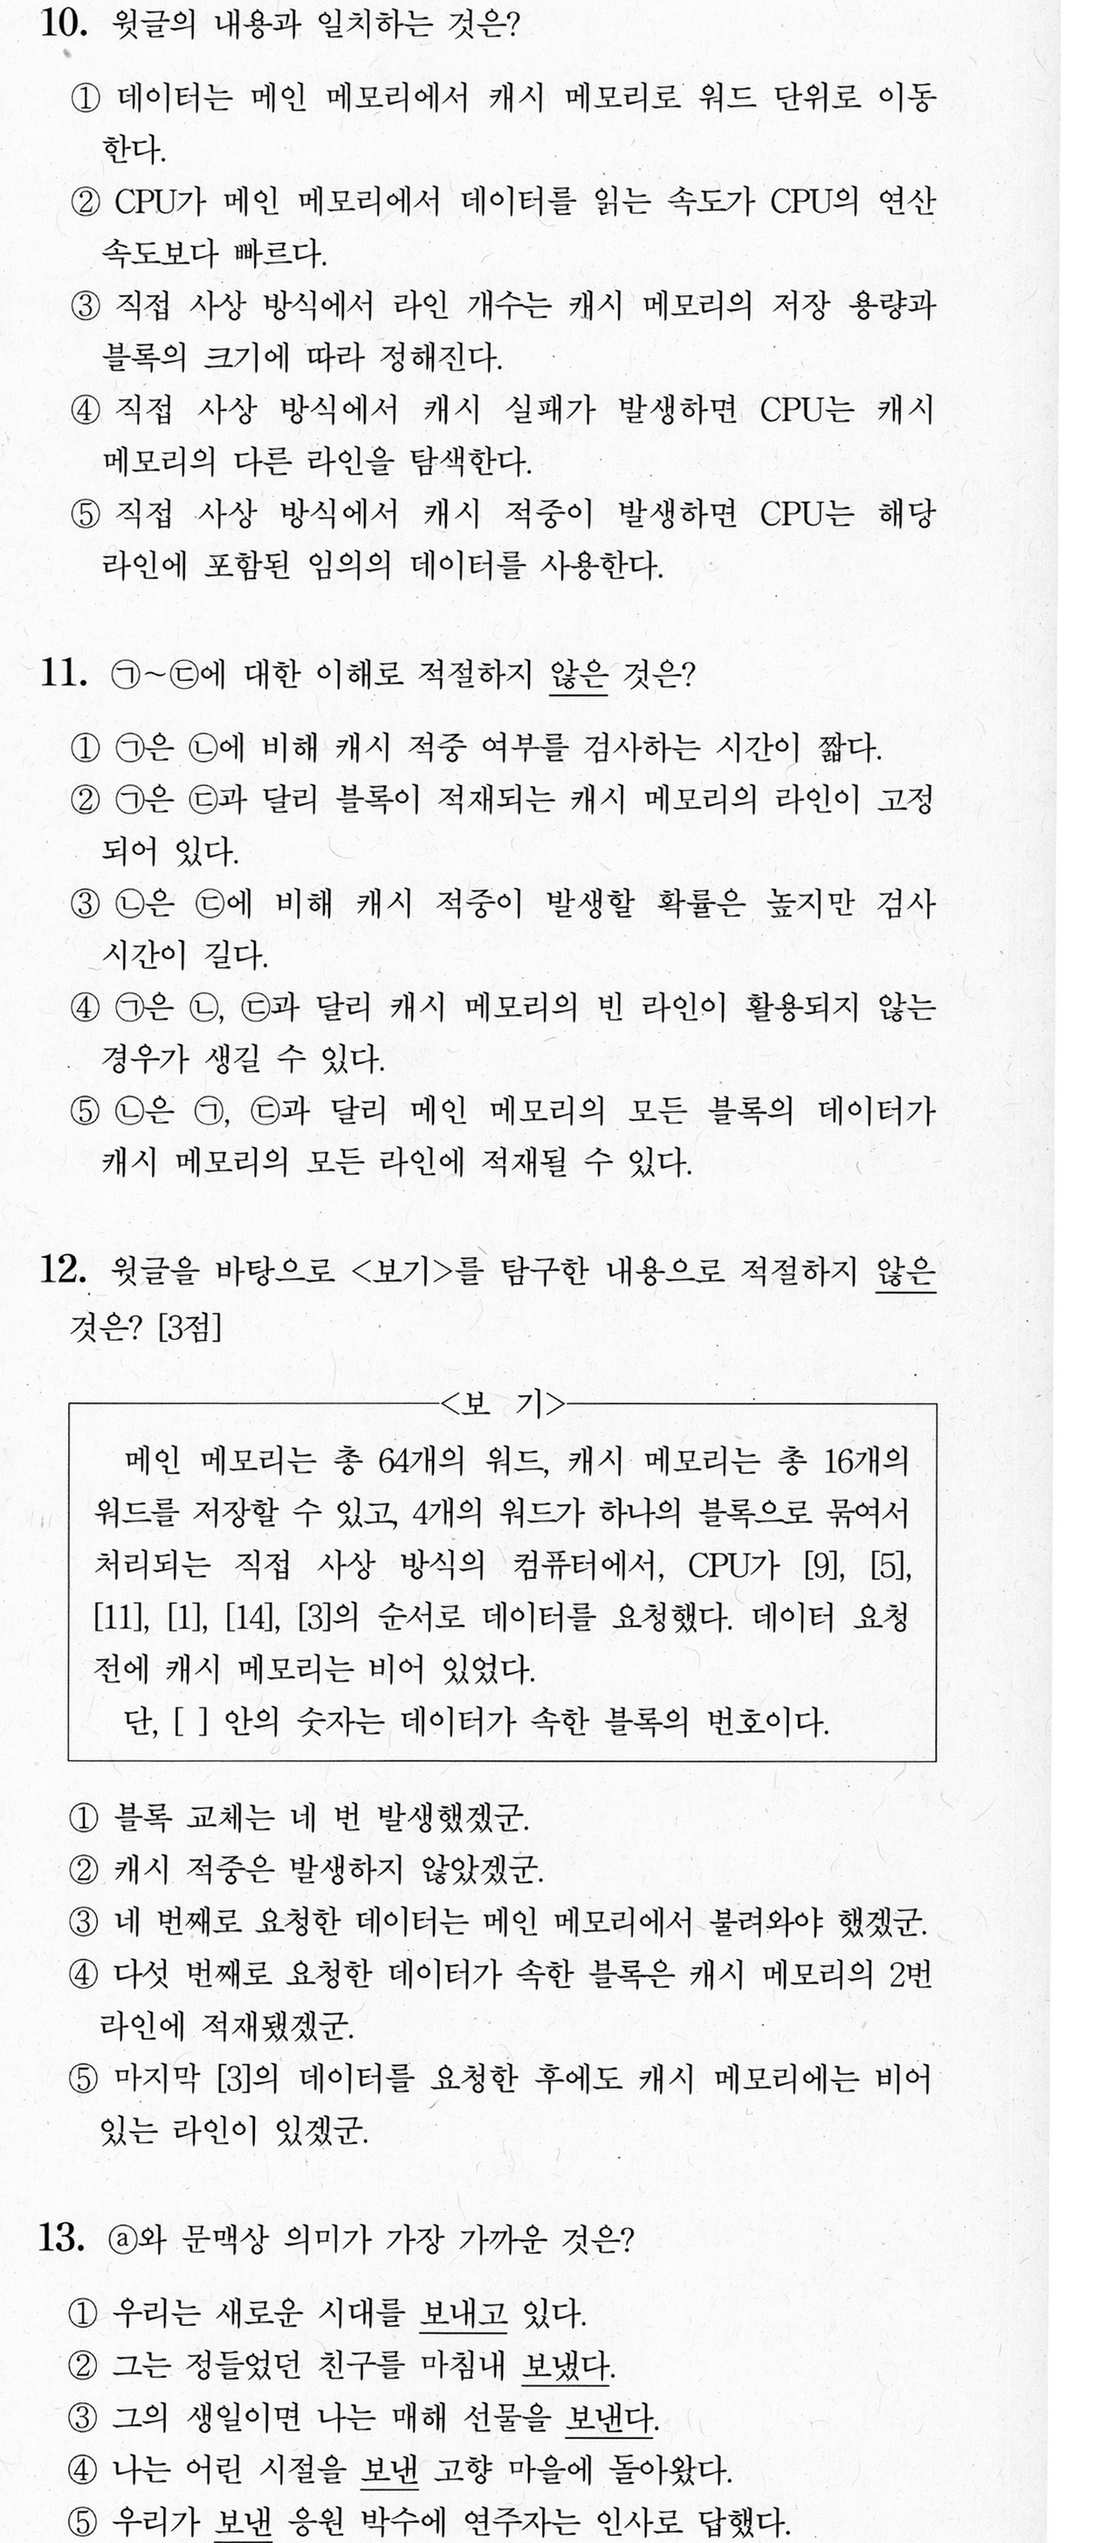 10. 윗글의 내용과 일치하는 것은?
① 데이터는 메인 메모리에서 캐시 메모리로 워드 단위로 이동
한다.
② CPU가 메인 메모리에서 데이터를 읽는 속도가 CPU의 연산
속도보다 빠르다.
③ 직접 사상 방식에서 라인 개수는 캐시 메모리의 저장 용량과
블록의 크기에 따라 정해진다.
④ 직접 사상 방식에서 캐시 실패가 발생하면 CPU는 캐시
메모리의 다른 라인을 탐색한다.
⑤ 직접 사상 방식에서 캐시 적중이 발생하면 CPU는 해당
라인에 포함된 임의의 데이터를 사용한다.
11. ㉠~㉢에 대한 이해로 적절하지 않은 것은?
① ㉠은 ㉡에 비해 캐시 적중 여부를 검사하는 시간이 짧다.
② ㉠은 ㉢과 달리 블록이 적재되는 캐시 메모리의 라인이 고정
되어 있다.
③ ㉡은 ㉢에 비해 캐시 적중이 발생할 확률은 높지만 검사
시간이 길다.
④ ㉠은 ㉡, ㉢과 달리 캐시 메모리의 빈 라인이 활용되지 않는
경우가 생길 수 있다.
⑤ ㉡은 ㉠, ㉢과 달리 메인 메모리의 모든 블록의 데이터가
캐시 메모리의 모든 라인에 적재될 수 있다.
12. 윗글을 바탕으로 <보기>를 탐구한 내용으로 적절하지 않은
것은? [3점]
<보 기>
메인 메모리는 총 64개의 워드, 캐시 메모리는 총 16개의
워드를 저장할 수 있고, 4개의 워드가 하나의 블록으로 묶여서
처리되는 직접 사상 방식의 컴퓨터에서, CPU가 [9], [5],
[11], [1], [14], [3]의 순서로 데이터를 요청했다. 데이터 요청
전에 캐시 메모리는 비어 있었다.
단, [ ] 안의 숫자는 데이터가 속한 블록의 번호이다.
① 블록 교체는 네 번 발생했겠군.
② 캐시 적중은 발생하지 않았겠군.
③ 네 번째로 요청한 데이터는 메인 메모리에서 불려와야 했겠군.
④ 다섯 번째로 요청한 데이터가 속한 블록은 캐시 메모리의 2번
라인에 적재됐겠군.
⑤ 마지막 [3]의 데이터를 요청한 후에도 캐시 메모리에는 비어
있는 라인이 있겠군.
13. ⓐ와 문맥상 의미가 가장 가까운 것은?
① 우리는 새로운 시대를 보내고 있다.
② 그는 정들었던 친구를 마침내 보냈다.
③ 그의 생일이면 나는 매해 선물을 보낸다.
④ 나는 어린 시절을 보낸 고향 마을에 돌아왔다.
⑤ 우리가 보낸 응원 박수에 연주자는 인사로 답했다.